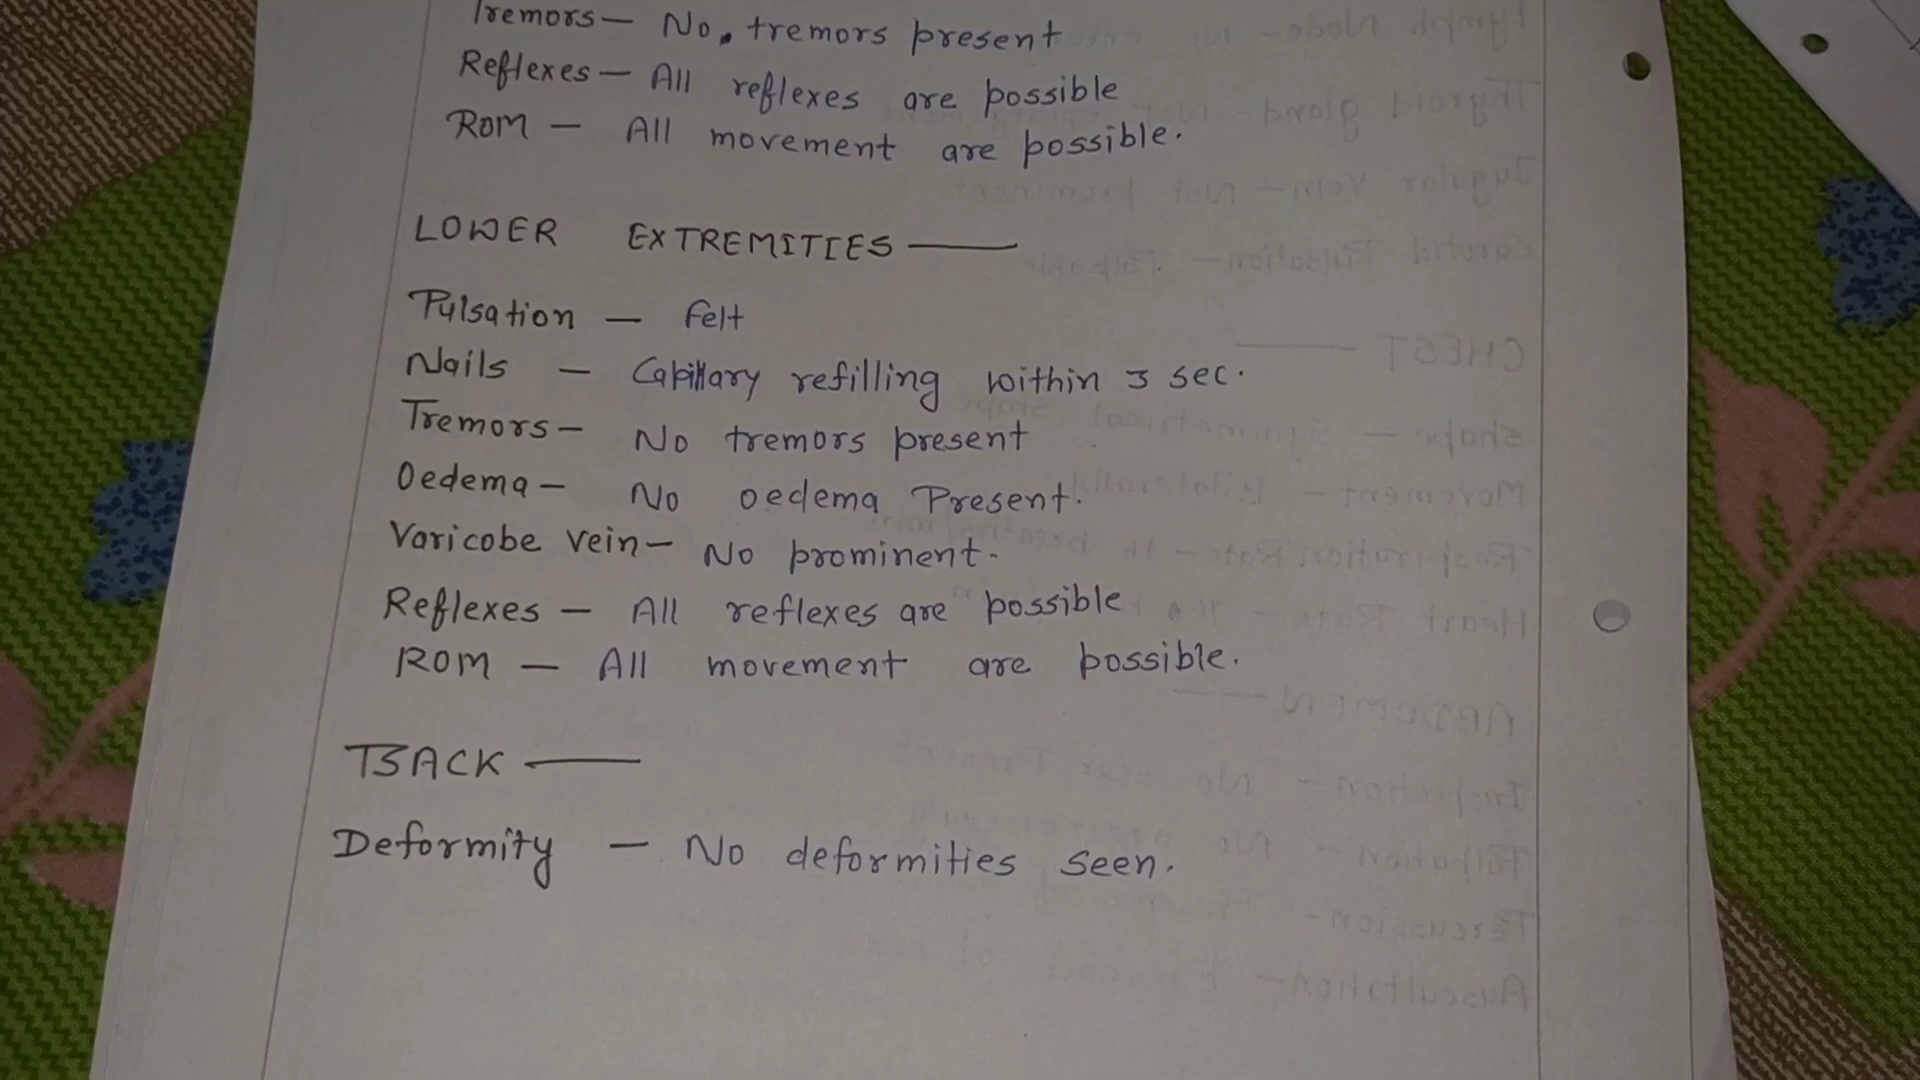 Tremors — No. tremors present
Reflexes — All reflexes are possible
ROM — All movement are possible.
LOWER EXTREMITIES —
Pulsation — felt
Nails — Capillary refilling within 3 sec.
Tremors — No tremors present
Oedema — No oedema Present.
Varicobe vein — No prominent.
Reflexes — All reflexes are possible
ROM — All movement are possible.
BACK —
Deformity — No deformities seen.